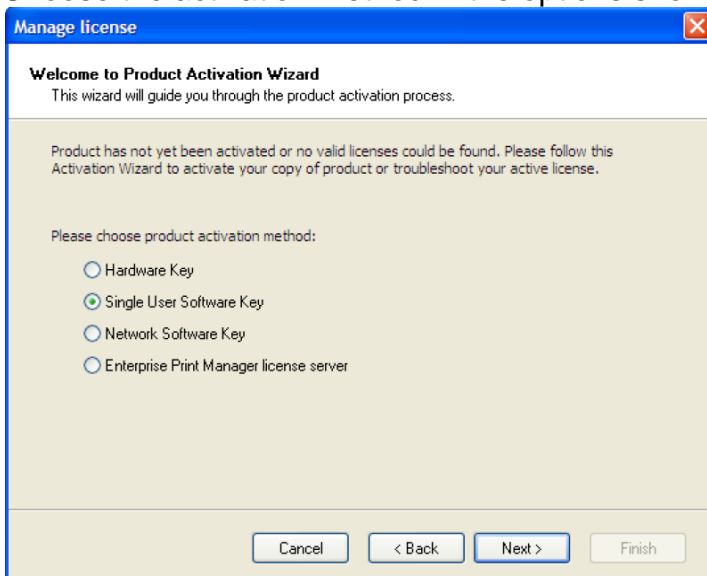 Manage license
Welcome to Product Activation Wizard
This wizard will guide you through the product activation process.
Product has not yet been activated or no valid licenses could be found. Please follow this
Activation Wizard to activate your copy of product or troubleshoot your active license.
Please choose product activation method:
Hardware Key
Single User Software Key
Network Software Key
Enterprise Print Manager license server
Cancel
< Back
Next >
Finish